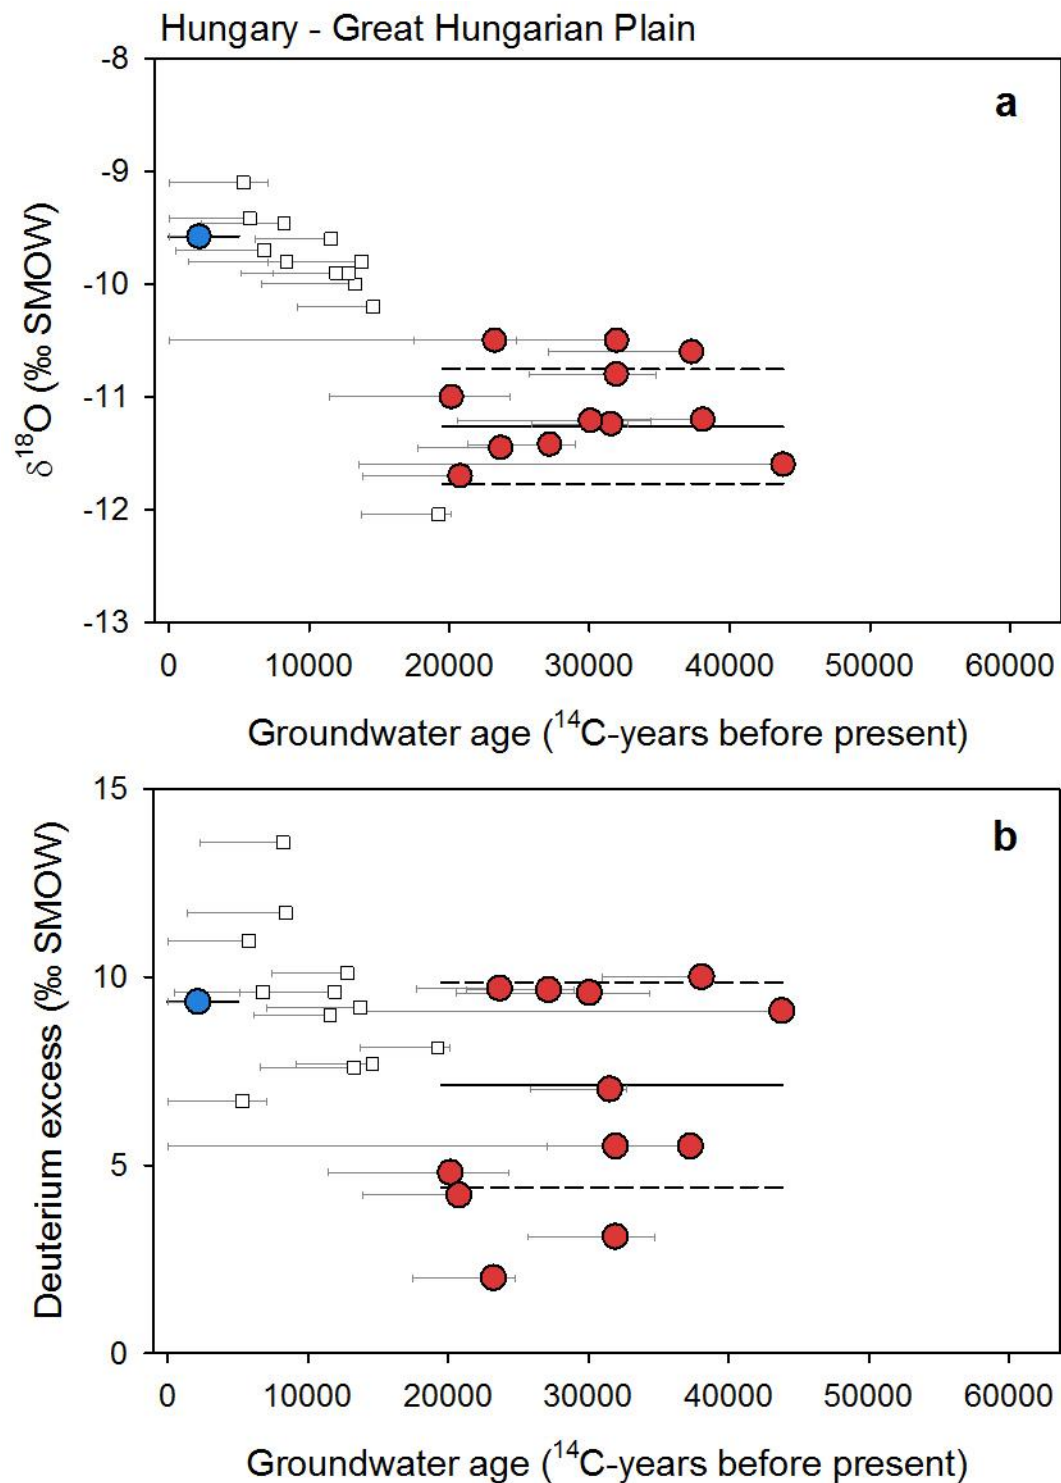 Hungary - Great Hungarian Plain
a
-8
-9
-10
-11
-12
-13
δ¹⁸O (‰ SMOW)
0 10000 20000 30000 40000 50000 60000
Groundwater age (¹⁴C-years before present)
b
15
10
5
0
Deuterium excess (‰ SMOW)
0 10000 20000 30000 40000 50000 60000
Groundwater age (¹⁴C-years before present)